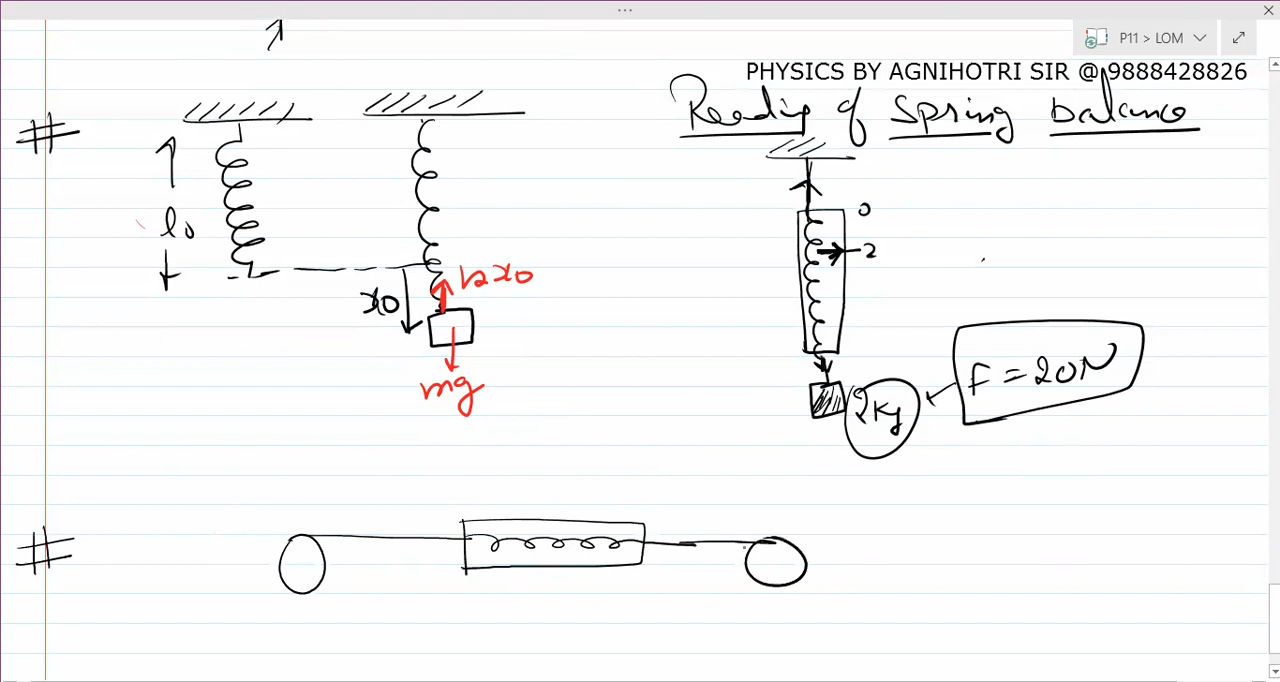 P11 > LOM
PHYSICS BY AGNIHOTRI SIR @ 9888428826
#
Reading of Spring balance
l0
0
2
kx0
x0
mg
F = 20N
2Kg
#